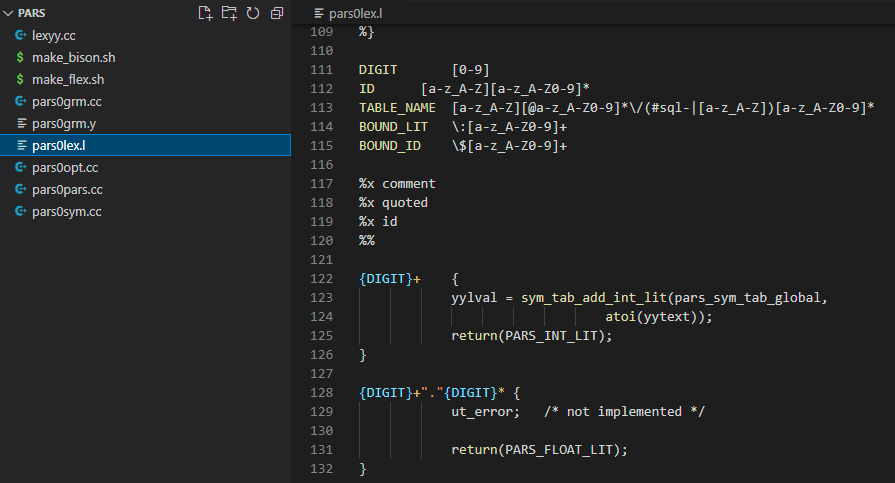 PARS
lexyy.cc
make_bison.sh
make_flex.sh
pars0grm.cc
pars0grm.y
pars0lex.l
pars0opt.cc
pars0pars.cc
pars0sym.cc
pars0lex.l
109 %}
110
111 DIGIT [0-9]
112 ID [a-z_A-Z][a-z_A-Z0-9]*
113 TABLE_NAME [a-z_A-Z][@a-z_A-Z0-9]*\/(#sql-|[a-z_A-Z])[a-z_A-Z0-9]*
114 BOUND_LIT \:[a-z_A-Z0-9]+
115 BOUND_ID \$[a-z_A-Z0-9]+
116
117 %x comment
118 %x quoted
119 %x id
120 %%
121
122 {DIGIT}+ {
123 yylval = sym_tab_add_int_lit(pars_sym_tab_global,
124 atoi(yytext));
125 return(PARS_INT_LIT);
126 }
127
128 {DIGIT}+"."{DIGIT}* {
129 ut_error; /* not implemented */
130
131 return(PARS_FLOAT_LIT);
132 }